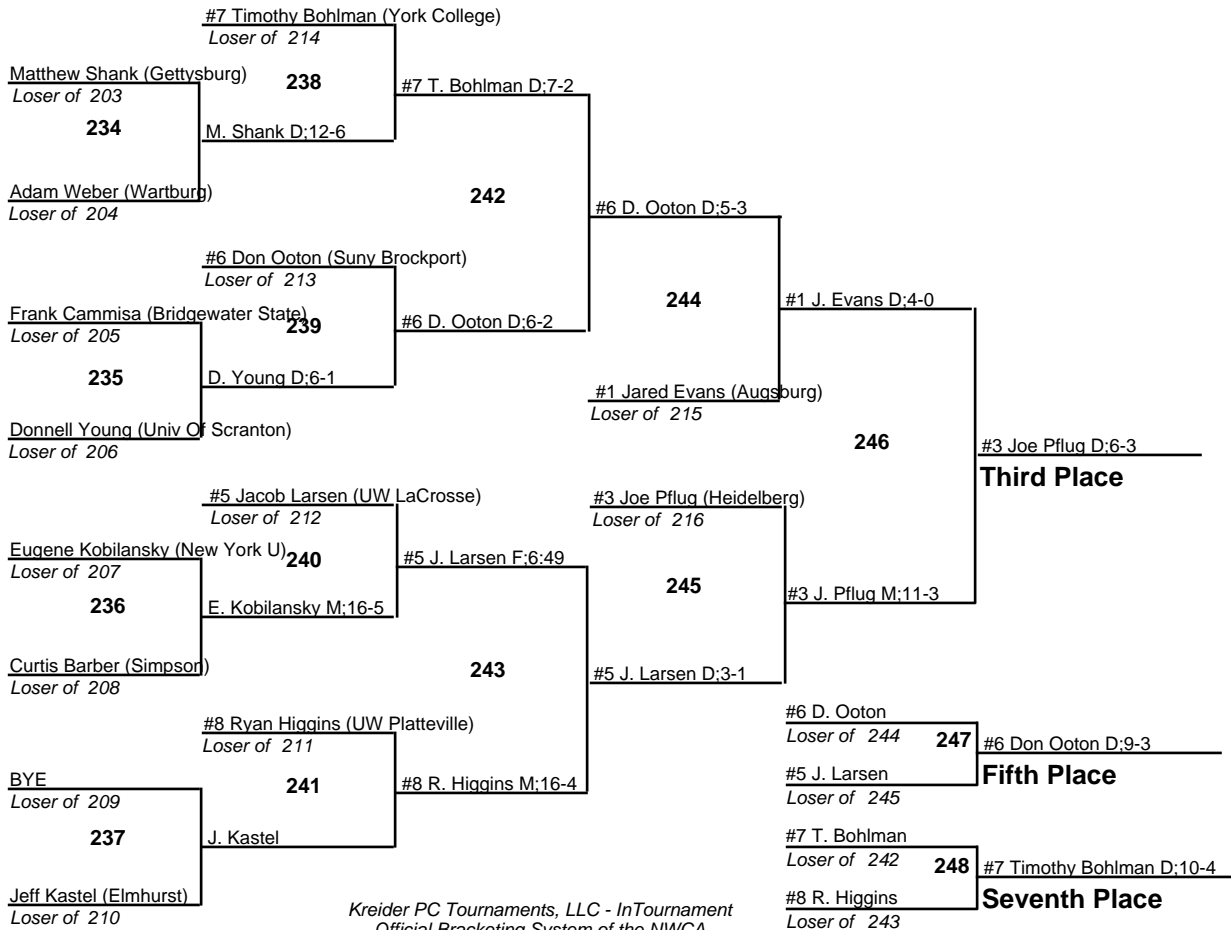 #7 Timothy Bohlman (York College)
Loser of 214
Matthew Shank (Gettysburg)
Loser of 203
238
#7 T. Bohlman D;7-2
234
M. Shank D;12-6
Adam Weber (Wartburg)
Loser of 204
242
#6 D. Ooton D;5-3
#6 Don Ooton (Suny Brockport)
Loser of 213
Frank Cammisa (Bridgewater State)
Loser of 205
239
#6 D. Ooton D;6-2
244
#1 J. Evans D;4-0
235
D. Young D;6-1
#1 Jared Evans (Augsburg)
Loser of 215
Donnell Young (Univ Of Scranton)
Loser of 206
246
#3 Joe Pflug D;6-3
Third Place
#5 Jacob Larsen (UW LaCrosse)
Loser of 212
#3 Joe Pflug (Heidelberg)
Loser of 216
Eugene Kobilansky (New York U)
Loser of 207
240
#5 J. Larsen F;6:49
245
#3 J. Pflug M;11-3
236
E. Kobilansky M;16-5
Curtis Barber (Simpson)
Loser of 208
243
#5 J. Larsen D;3-1
#8 Ryan Higgins (UW Platteville)
Loser of 211
#6 D. Ooton
Loser of 244
247
#6 Don Ooton D;9-3
Fifth Place
#5 J. Larsen
Loser of 245
BYE
Loser of 209
241
#8 R. Higgins M;16-4
237
J. Kastel
#7 T. Bohlman
Loser of 242
248
#7 Timothy Bohlman D;10-4
Seventh Place
#8 R. Higgins
Loser of 243
Jeff Kastel (Elmhurst)
Loser of 210
Kreider PC Tournaments, LLC - InTournament
Official Bracketing System of the NWCA